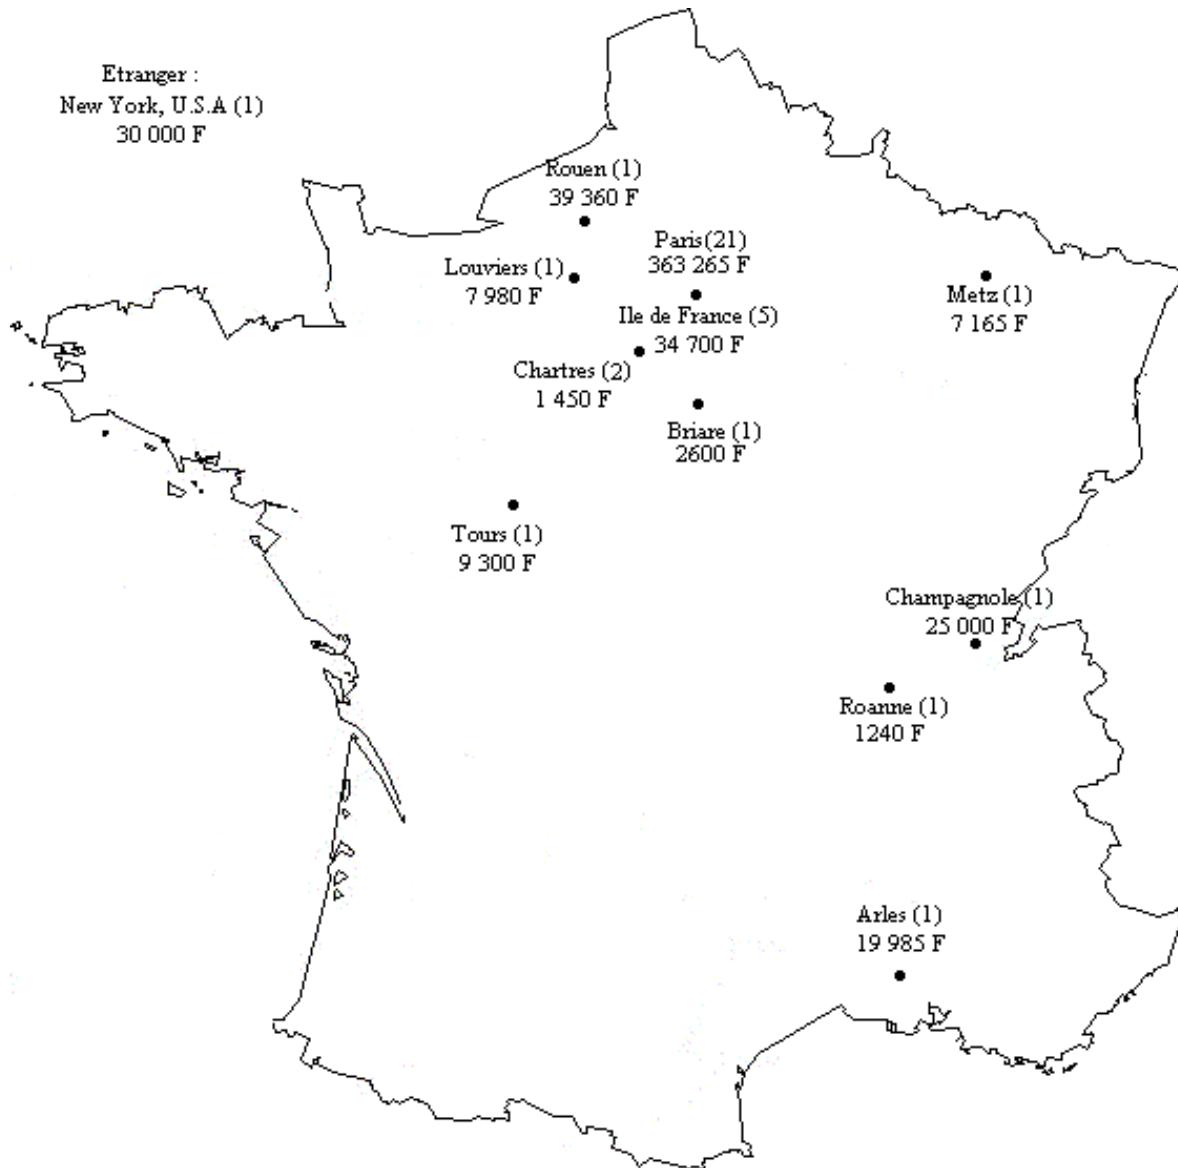 Etranger :
New York, U.S.A (1)
30 000 F
Rouen (1)
39 360 F
Paris(21)
363 265 F
Louviers (1)
7 980 F
Metz (1)
7 165 F
Ile de France (5)
34 700 F
Chartres (2)
1 450 F
Briare (1)
2600 F
Tours (1)
9 300 F
Champagnole (1)
25 000 F
Roanne (1)
1240 F
Arles (1)
19 985 F